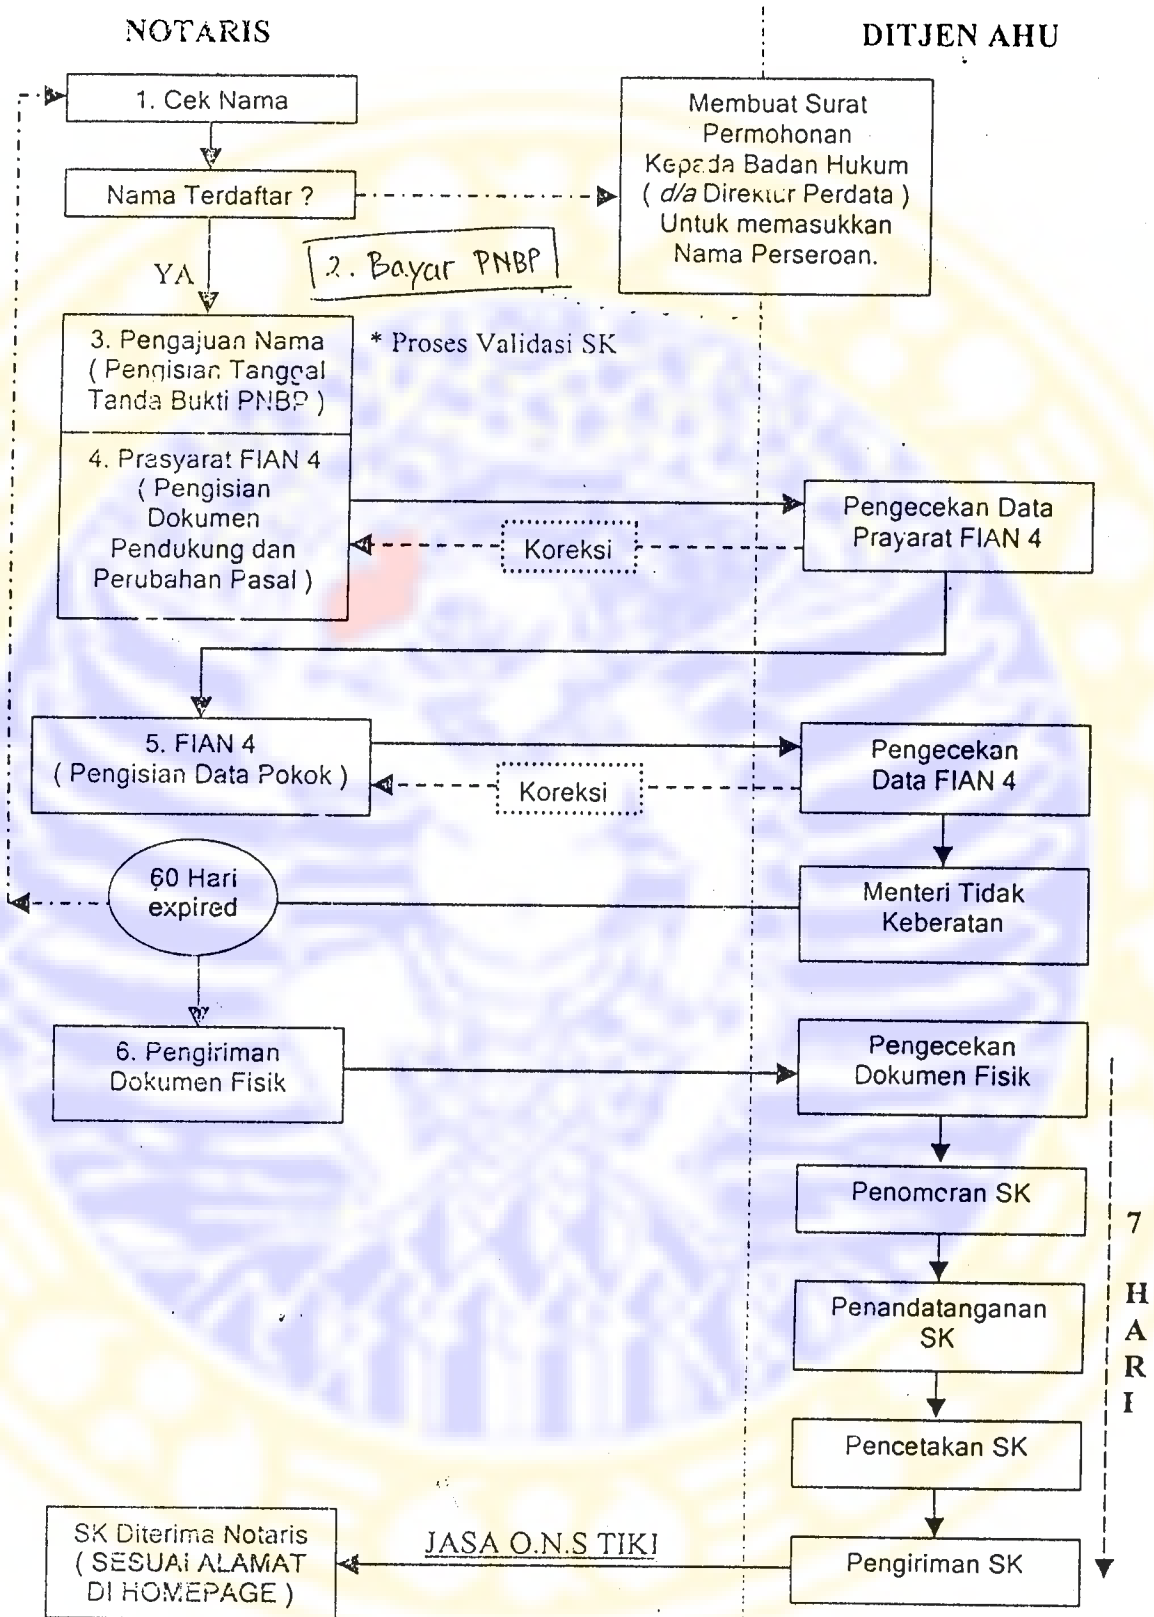 NOTARIS
DITJEN AHU
1. Cek Nama
Membuat Surat
Permohonan
Kepada Badan Hukum
( d/a Direktur Perdata )
Untuk memasukkan
Nama Perseroan.
Nama Terdaftar ?
YA
2. Bayar PNBP
3. Pengajuan Nama
( Pengisian Tanggal
Tanda Bukti PNBP )
* Proses Validasi SK
4. Prasyarat FIAN 4
( Pengisian
Dokumen
Pendukung dan
Perubahan Pasal )
Pengecekan Data
Prayarat FIAN 4
Koreksi
5. FIAN 4
( Pengisian Data Pokok )
Pengecekan
Data FIAN 4
Koreksi
60 Hari
expired
Menteri Tidak
Keberatan
6. Pengiriman
Dokumen Fisik
Pengecekan
Dokumen Fisik
Penomoran SK
7
H
A
R
I
Penandatanganan
SK
Pencetakan SK
SK Diterima Notaris
( SESUAI ALAMAT
DI HOMEPAGE )
JASA O.N.S TIKI
Pengiriman SK